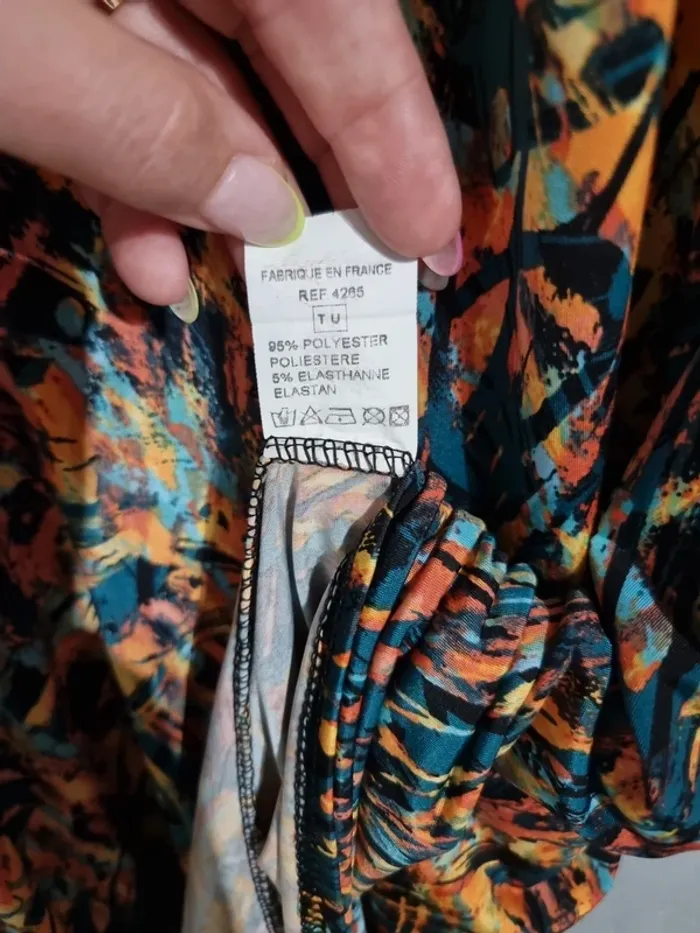 FABRIQUE EN FRANCE
REF 4265
TU
95% POLYESTER
POLIESTERE
5% ELASTHANNE
ELASTAN